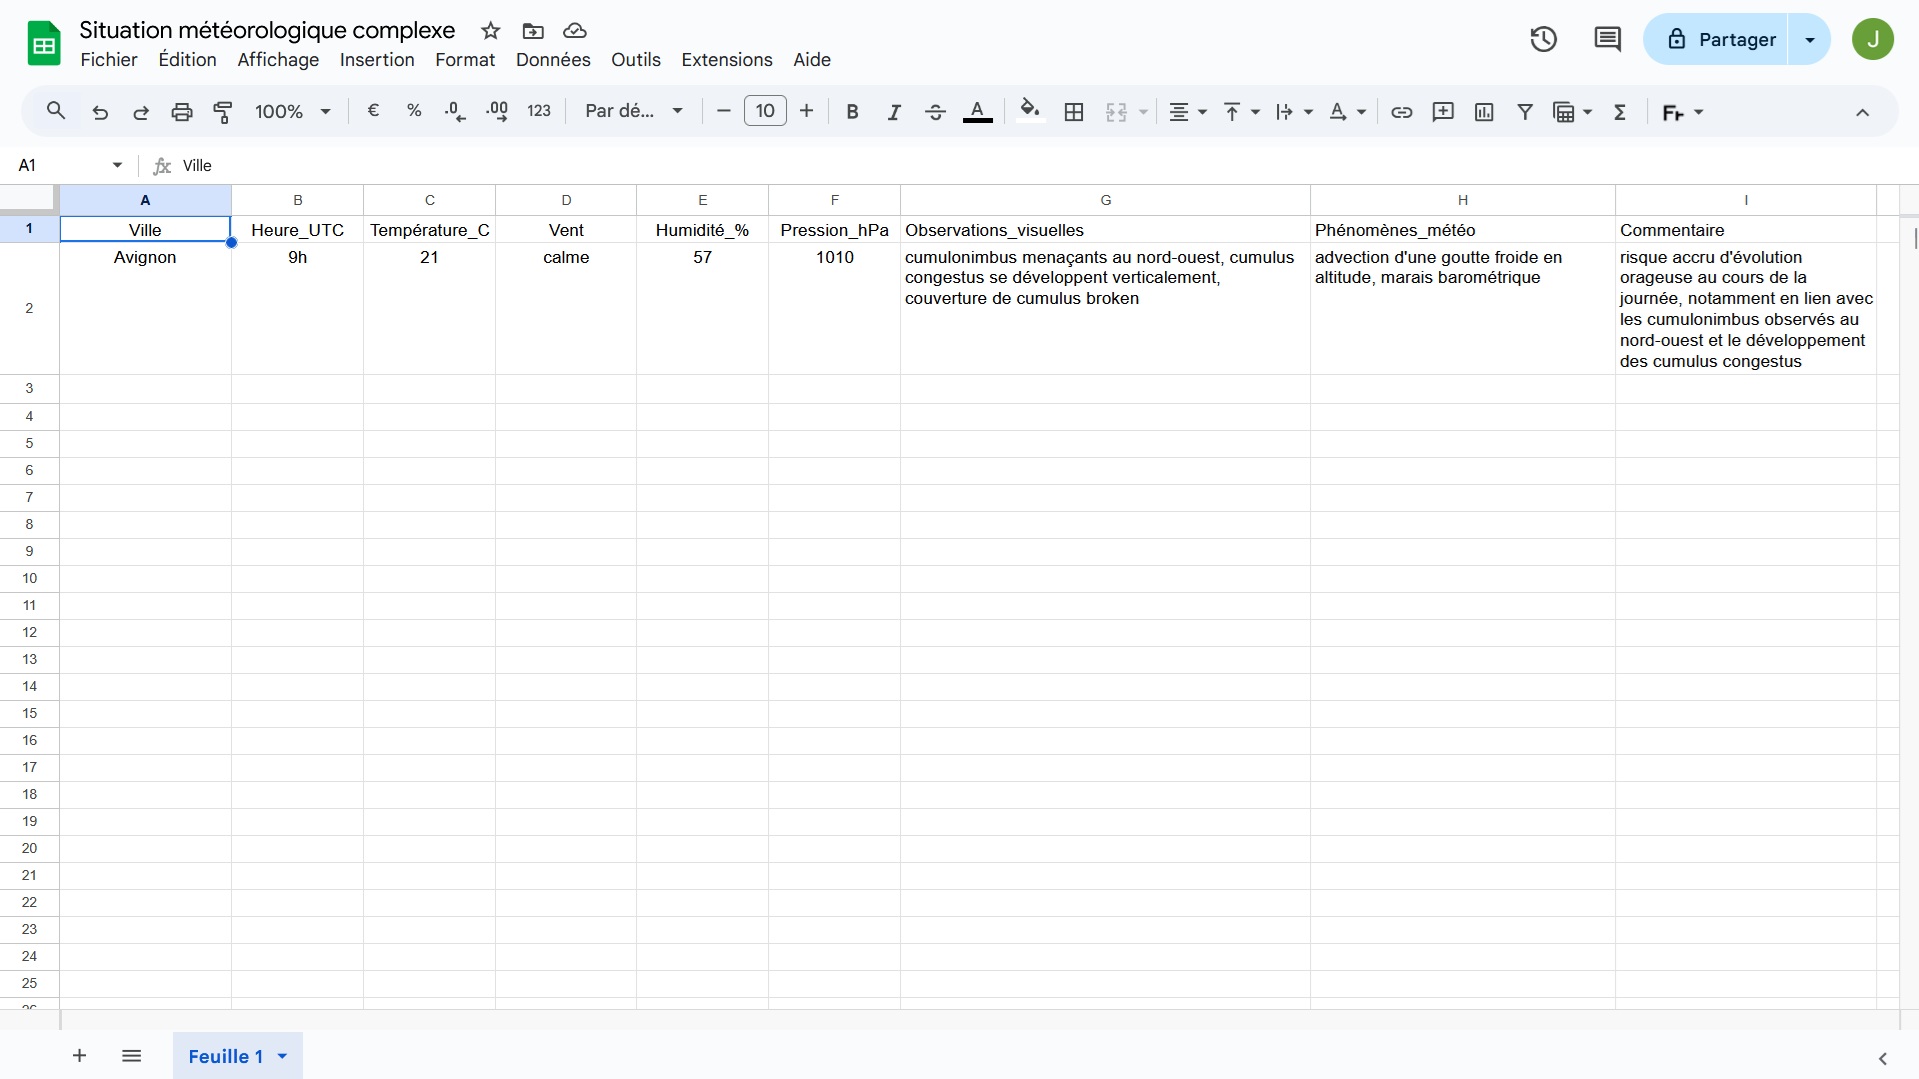 Situation météorologique complexe
Fichier Édition Affichage Insertion Format Données Outils Extensions Aide
Partager
J
100% € % .0 .00 123 Par dé... 10 B I S A A Σ Fr
A1 fx Ville
A B C D E F G H I
1 Ville Heure_UTC Température_C Vent Humidité_% Pression_hPa Observations_visuelles Phénomènes_météo Commentaire
2 Avignon 9h 21 calme 57 1010
cumulonimbus menaçants au nord-ouest, cumulus
congestus se développent verticalement,
couverture de cumulus broken
advection d'une goutte froide en
altitude, marais barométrique
risque accru d'évolution
orageuse au cours de la
journée, notamment en lien avec
les cumulonimbus observés au
nord-ouest et le développement
des cumulus congestus
3
4
5
6
7
8
9
10
11
12
13
14
15
16
17
18
19
20
21
22
23
24
25
26
Feuille 1